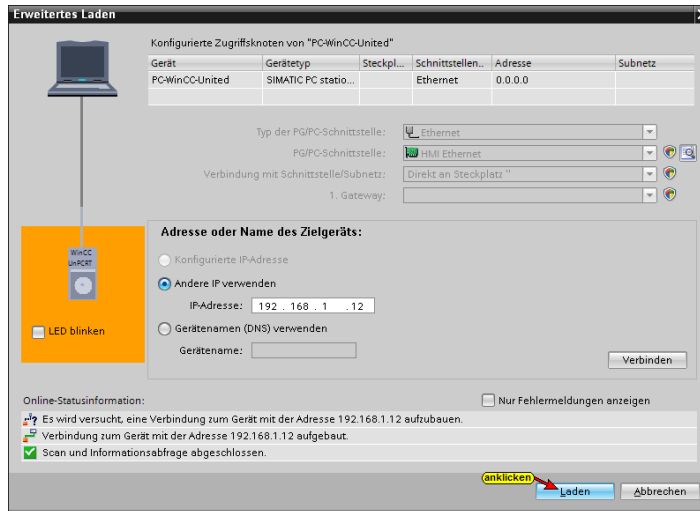 Erweitertes Laden
Konfigurierte Zugriffsknoten von "PC-WinCC-United"
Gerät Gerätetyp Steckpl... Schnittstellen... Adresse Subnetz
PC-WinCC-United SIMATIC PC statio... Ethernet 0.0.0.0
Typ der PG/PC-Schnittstelle: Ethernet
PG/PC-Schnittstelle: HMI Ethernet
Verbindung mit Schnittstelle/Subnetz: Direkt an Steckplatz ''
1. Gateway:
Adresse oder Name des Zielgeräts:
WinCC
UnPCRT
Konfigurierte IP-Adresse
Andere IP verwenden
IP-Adresse: 192 . 168 . 1 . 12
LED blinken
Gerätenamen (DNS) verwenden
Gerätename:
Verbinden
Online-Statusinformation:
Nur Fehlermeldungen anzeigen
Es wird versucht, eine Verbindung zum Gerät mit der Adresse 192.168.1.12 aufzubauen.
Verbindung zum Gerät mit der Adresse 192.168.1.12 aufgebaut.
Scan und Informationsabfrage abgeschlossen.
anklicken
Laden Abbrechen